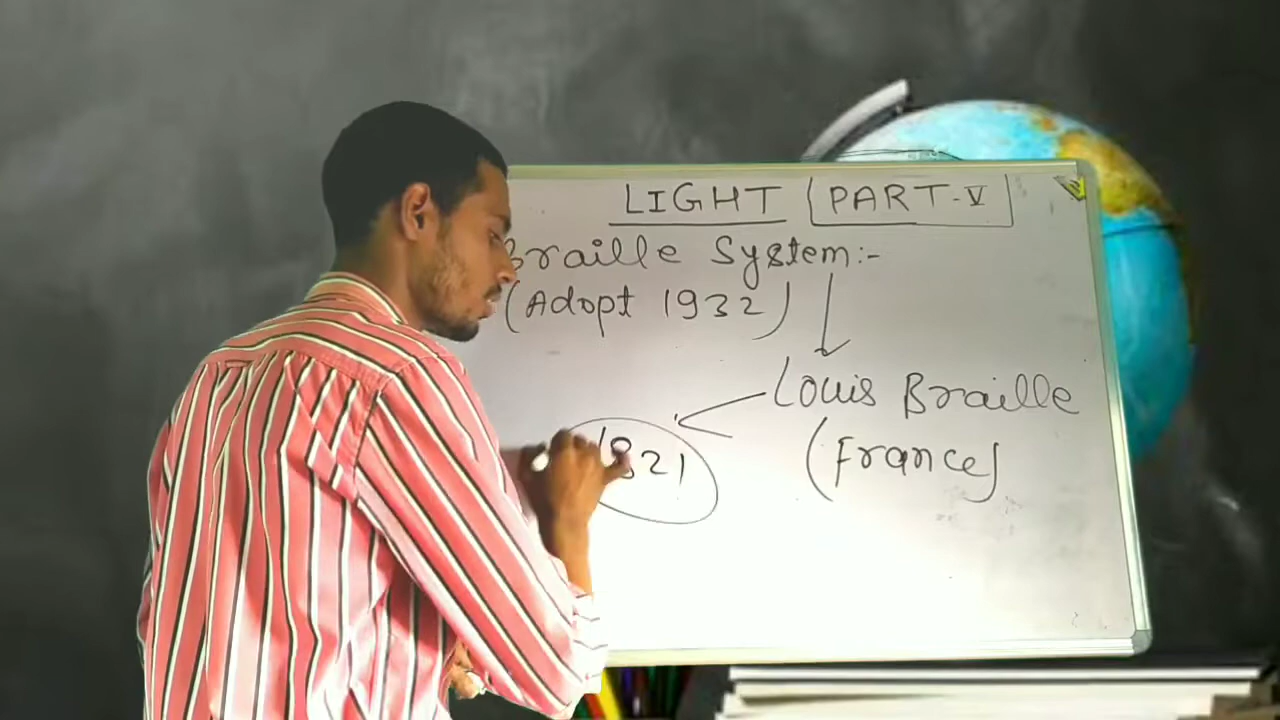 LIGHT PART-V
Braille System:-
(Adopt 1932)
Louis Braille
(France)
1821